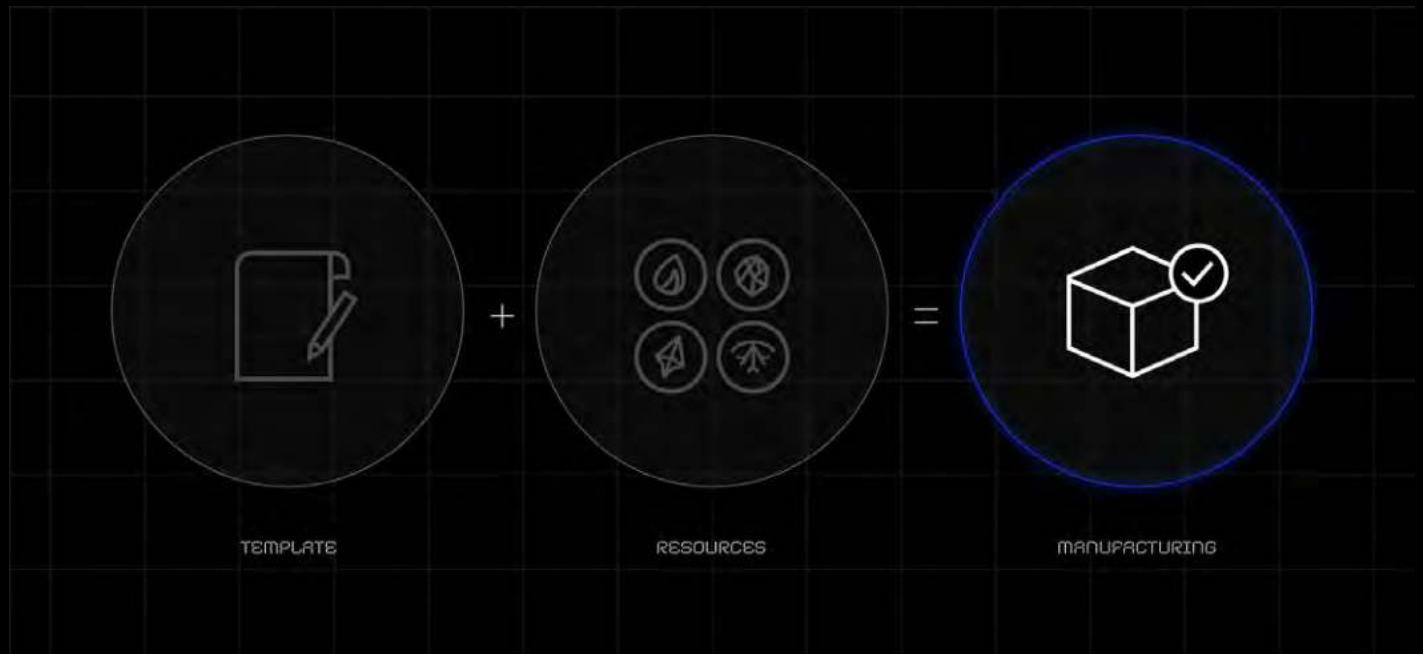 TEMPLATE
+
RESOURCES
=
MANUFACTURING